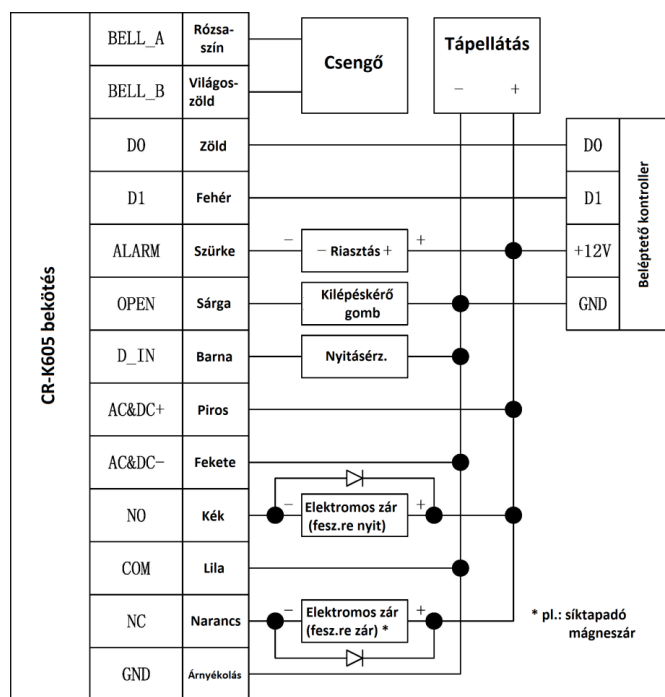 CR-K605 bekötés
BELL_A
Rózsa-
szín
BELL_B
Világos-
zöld
D0
Zöld
D1
Fehér
ALARM
Szürke
OPEN
Sárga
D_IN
Barna
AC&DC+
Piros
AC&DC-
Fekete
NO
Kék
COM
Lila
NC
Narancs
GND
Árnyékolás
Csengő
Tápellátás
− +
− − Riasztás + +
Kilépéskérő
gomb
Nyitásérz.
− Elektromos zár +
(fesz.re nyit)
− Elektromos zár +
(fesz.re zár) *
D0
D1
+12V
GND
Beléptető kontroller
* pl.: síktapadó
mágneszár